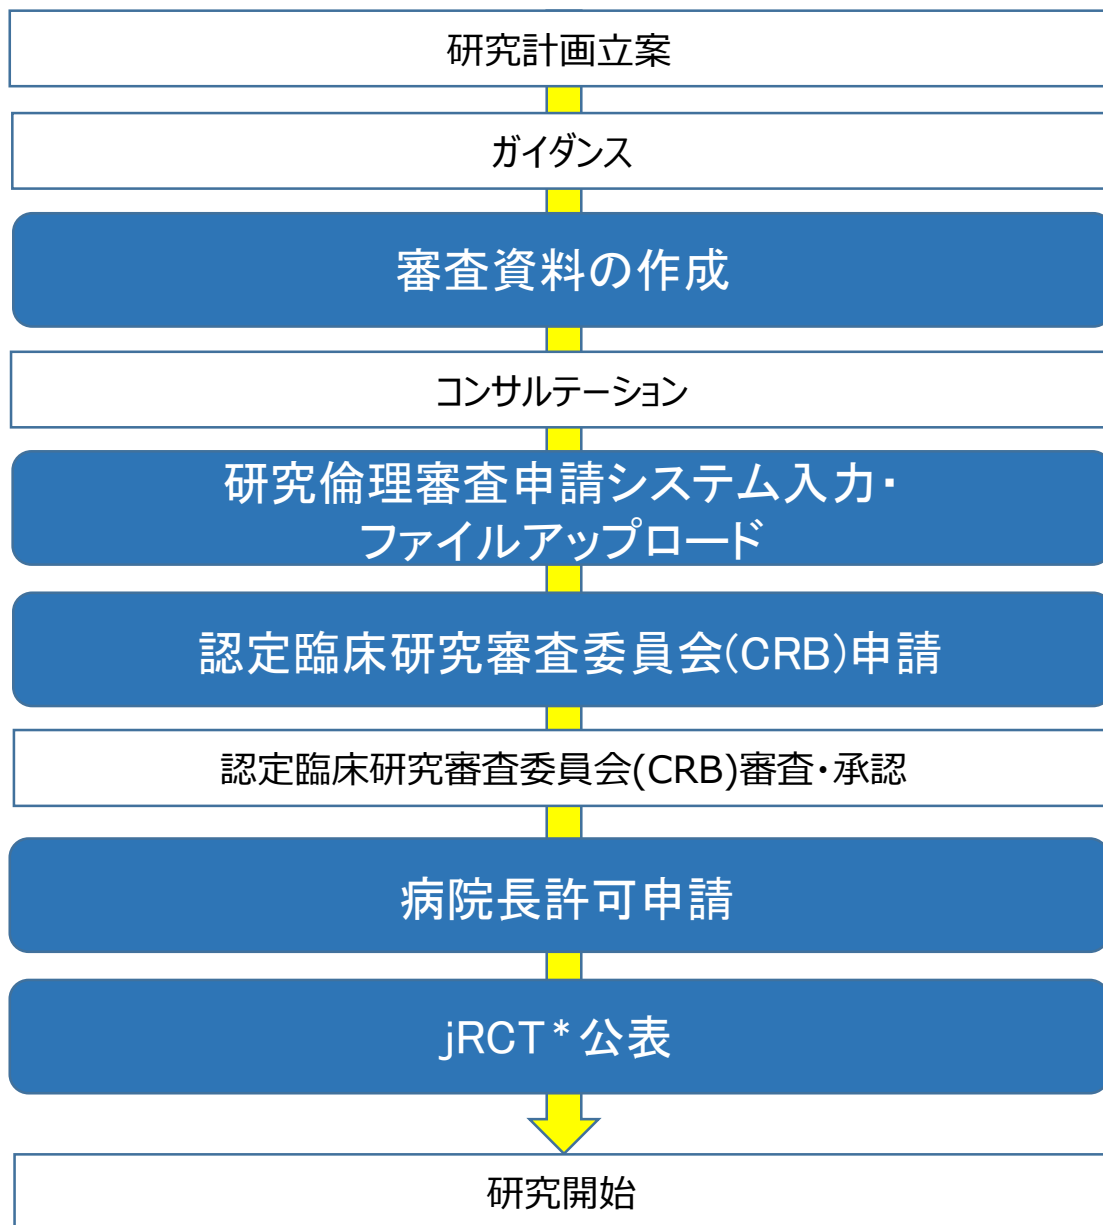 研究計画立案
ガイダンス
審査資料の作成
コンサルテーション
研究倫理審査申請システム入力・
ファイルアップロード
認定臨床研究審査委員会(CRB)申請
認定臨床研究審査委員会(CRB)審査・承認
病院長許可申請
jRCT*公表
研究開始